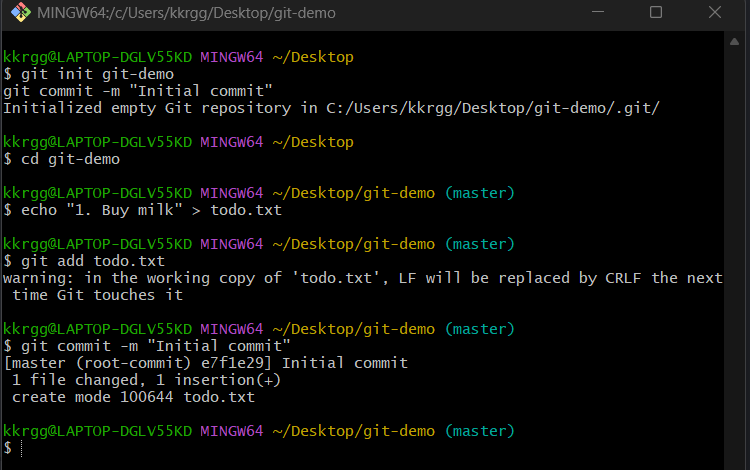 MINGW64:/c/Users/kkrgg/Desktop/git-demo
kkrgg@LAPTOP-DGLV55KD MINGW64 ~/Desktop
$ git init git-demo
git commit -m "Initial commit"
Initialized empty Git repository in C:/Users/kkrgg/Desktop/git-demo/.git/
kkrgg@LAPTOP-DGLV55KD MINGW64 ~/Desktop
$ cd git-demo
kkrgg@LAPTOP-DGLV55KD MINGW64 ~/Desktop/git-demo (master)
$ echo "1. Buy milk" > todo.txt
kkrgg@LAPTOP-DGLV55KD MINGW64 ~/Desktop/git-demo (master)
$ git add todo.txt
warning: in the working copy of 'todo.txt', LF will be replaced by CRLF the next
 time Git touches it
kkrgg@LAPTOP-DGLV55KD MINGW64 ~/Desktop/git-demo (master)
$ git commit -m "Initial commit"
[master (root-commit) e7f1e29] Initial commit
 1 file changed, 1 insertion(+)
 create mode 100644 todo.txt
kkrgg@LAPTOP-DGLV55KD MINGW64 ~/Desktop/git-demo (master)
$